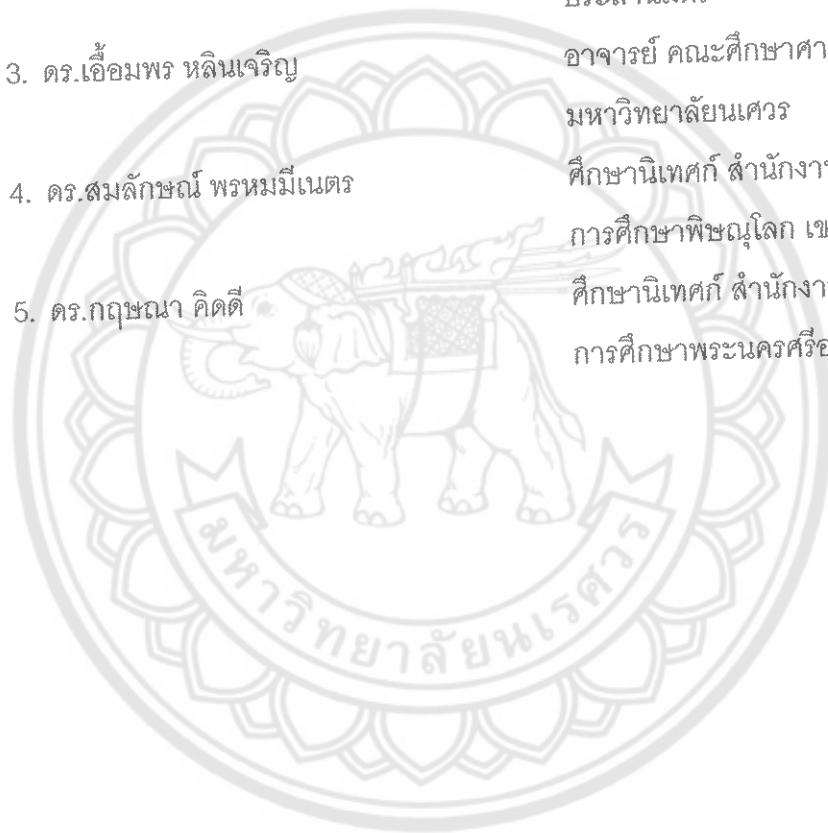 3. ดร.เอื้อมพร หลินเจริญ
อาจารย์ คณะศึกษาศา
มหาวิทยาลัยนเศวร
4. ดร.สมลักษณ์ พรหมมีเนตร
ศึกษานิเทศก์ สำนักงาน
การศึกษาพิษณุโลก เข
5. ดร.กฤษณา คิดดี
ศึกษานิเทศก์ สำนักงาน
การศึกษาพระนครศรีอ
มหาวิทยาลัยนเรศวร